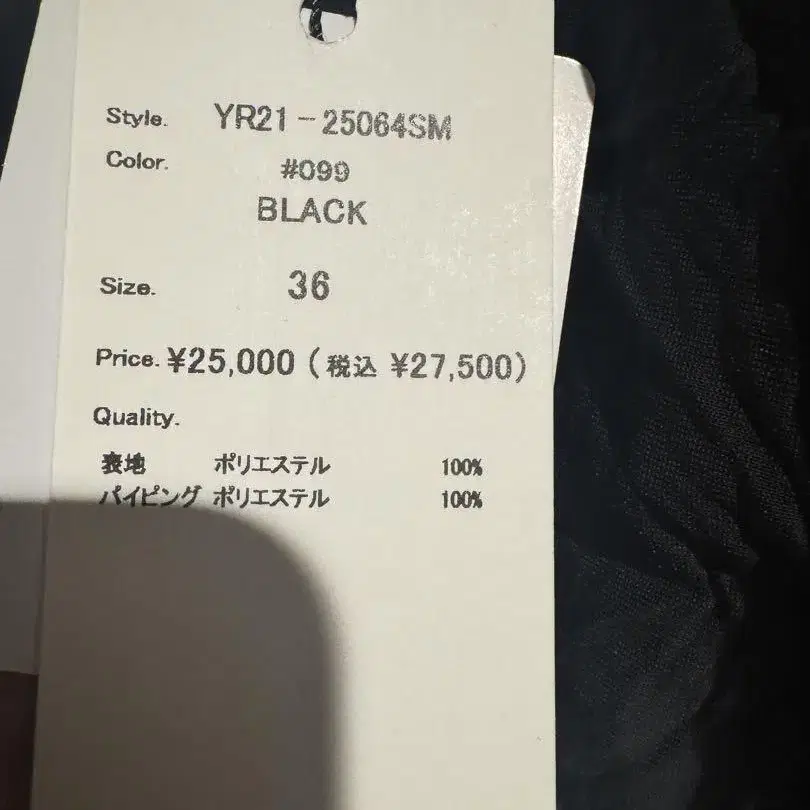 Style. YR21-25064SM
Color. #099
BLACK
Size. 36
Price. ¥25,000 (税込 ¥27,500)
Quality.
表地 ポリエステル 100%
パイピング ポリエステル 100%